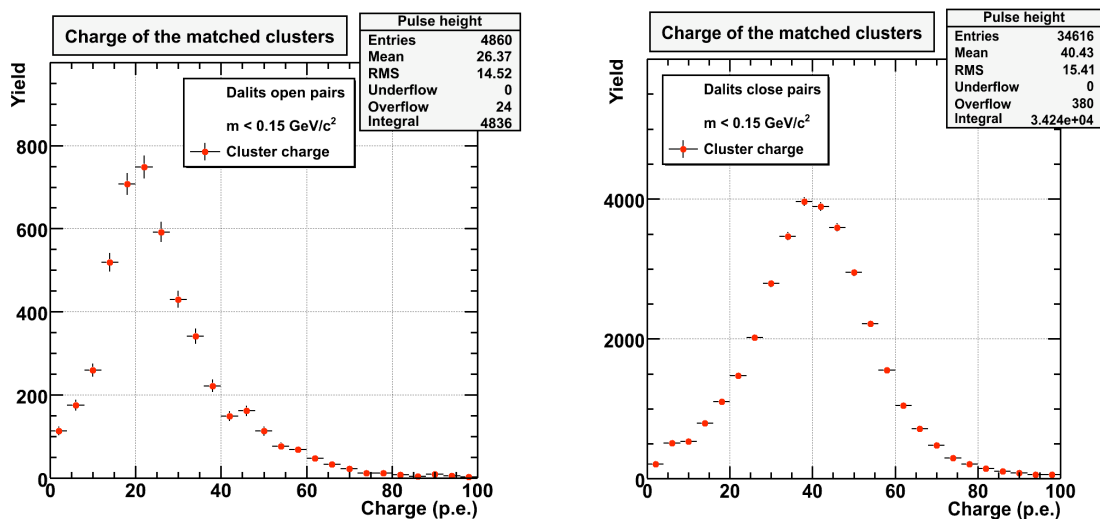 Charge of the matched clusters
Pulse height
Entries 4860
Mean 26.37
RMS 14.52
Underflow 0
Overflow 24
Integral 4836
Dalits open pairs
m < 0.15 GeV/c²
Cluster charge
Yield
800
600
400
200
0
0 20 40 60 80 100
Charge (p.e.)
Charge of the matched clusters
Pulse height
Entries 34616
Mean 40.43
RMS 15.41
Underflow 0
Overflow 380
Integral 3.424e+04
Dalits close pairs
m < 0.15 GeV/c²
Cluster charge
Yield
4000
2000
0
0 20 40 60 80 100
Charge (p.e.)